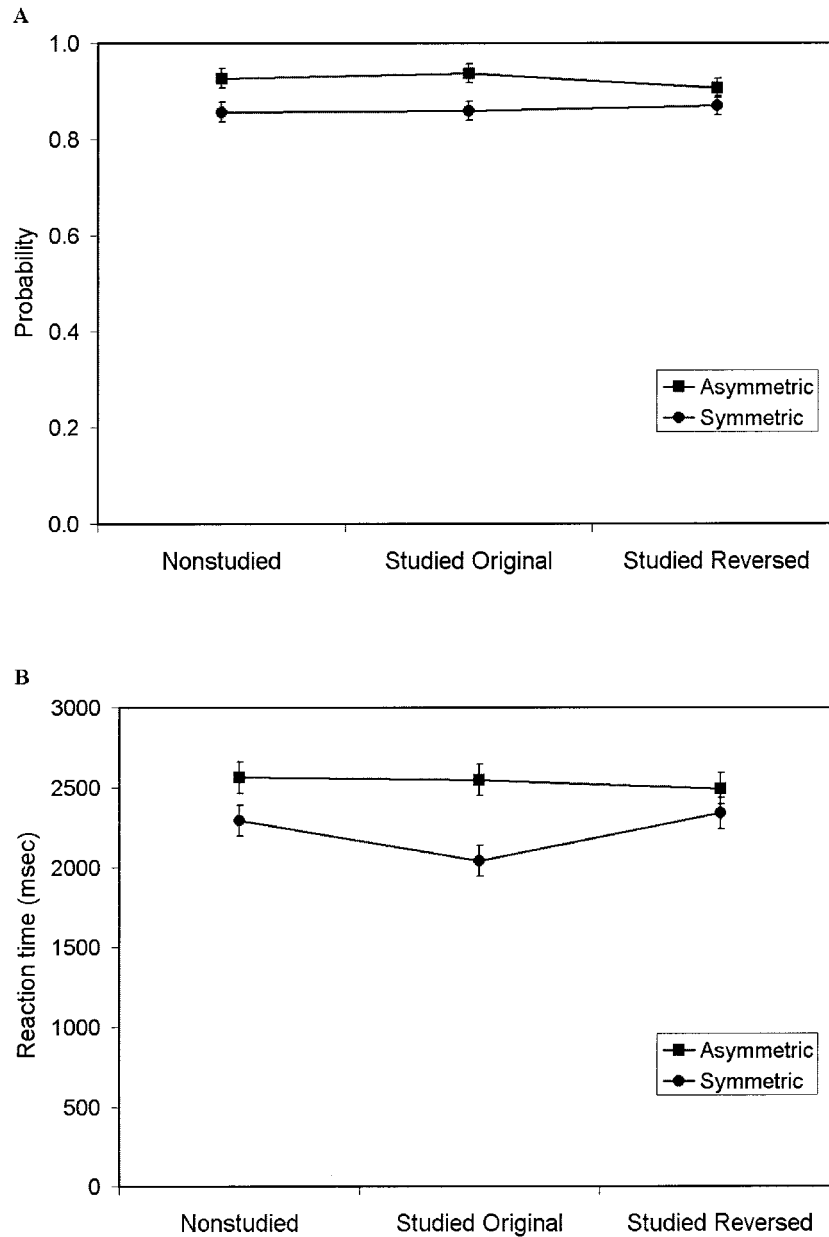 A
1.0
0.8
0.6
0.4
0.2
0.0
Probability
Asymmetric
Symmetric
Nonstudied Studied Original Studied Reversed
B
3000
2500
2000
1500
1000
500
0
Reaction time (msec)
Asymmetric
Symmetric
Nonstudied Studied Original Studied Reversed